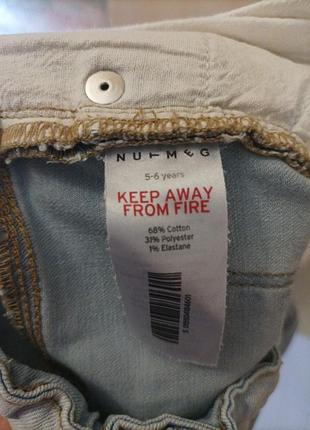 NUTMEG
5-6 years
KEEP AWAY
FROM FIRE
68% Cotton
31% Polyester
1% Elastane